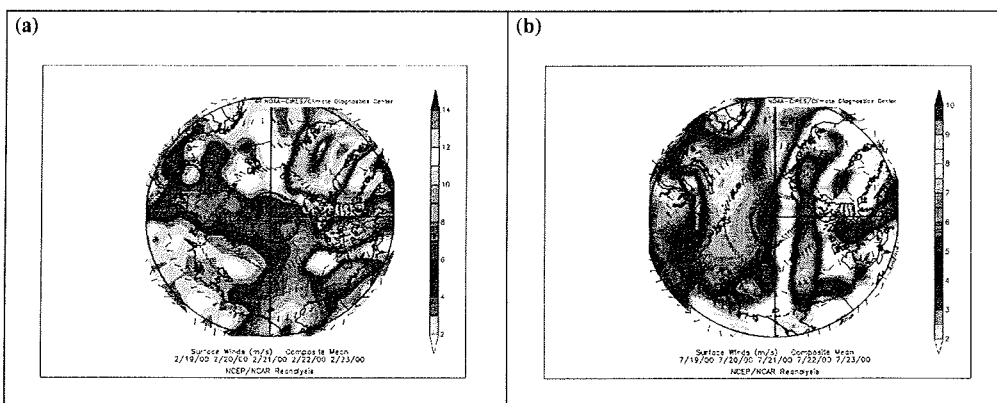 (a)
NOAA-CIRES/Climate Diagnostics Center
14
10
8
6
4
2
Surface Winds (m/s) Composite Mean
2/19/00 2/20/00 2/21/00 2/22/00 2/23/00
NCEP/NCAR Reanalysis
(b)
NOAA-CIRES/Climate Diagnostics Center
10
9
8
7
6
5
4
3
2
Surface Winds (m/s) Composite Mean
7/19/00 7/20/00 7/21/00 7/22/00 7/23/00
NCEP/NCAR Reanalysis